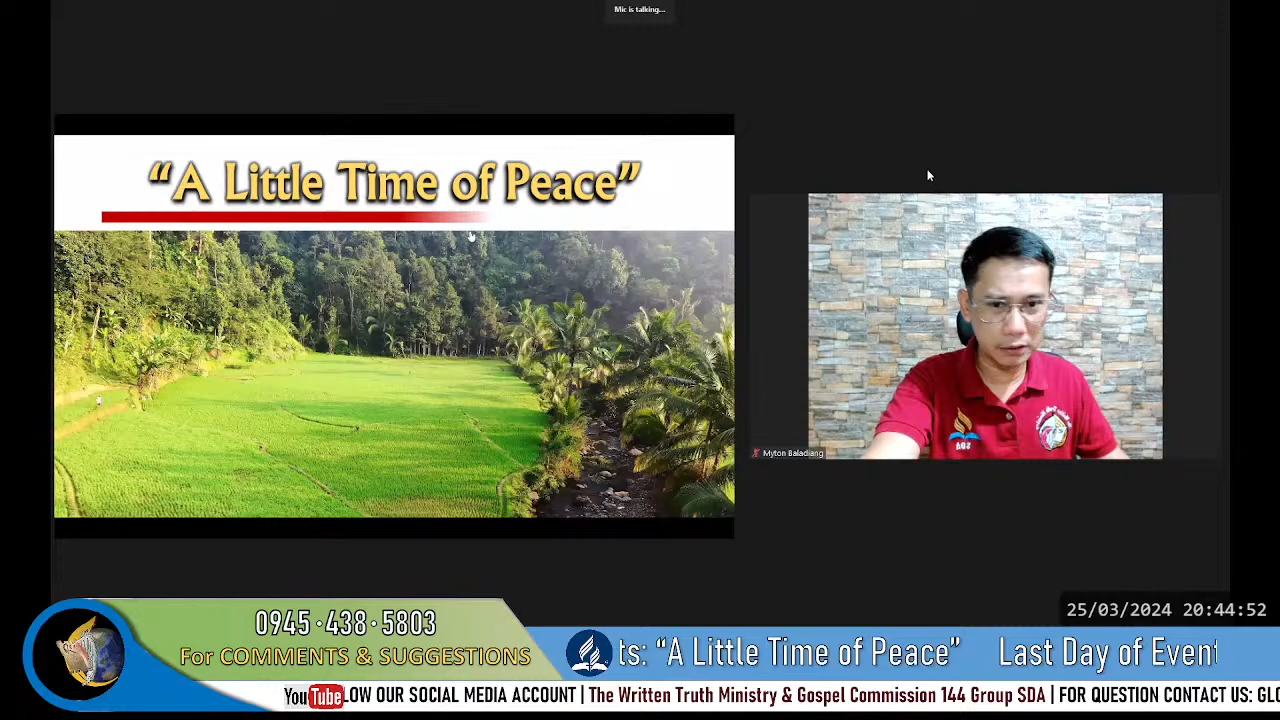 Mic is talking...
“A Little Time of Peace”
Myton Baladiang
25/03/2024 20:44:52
0945·438·5803
For COMMENTS & SUGGESTIONS
ts: “A Little Time of Peace” Last Day of Event
YouTube
LOW OUR SOCIAL MEDIA ACCOUNT | The Written Truth Ministry & Gospel Commission 144 Group SDA | FOR QUESTION CONTACT US: GLO